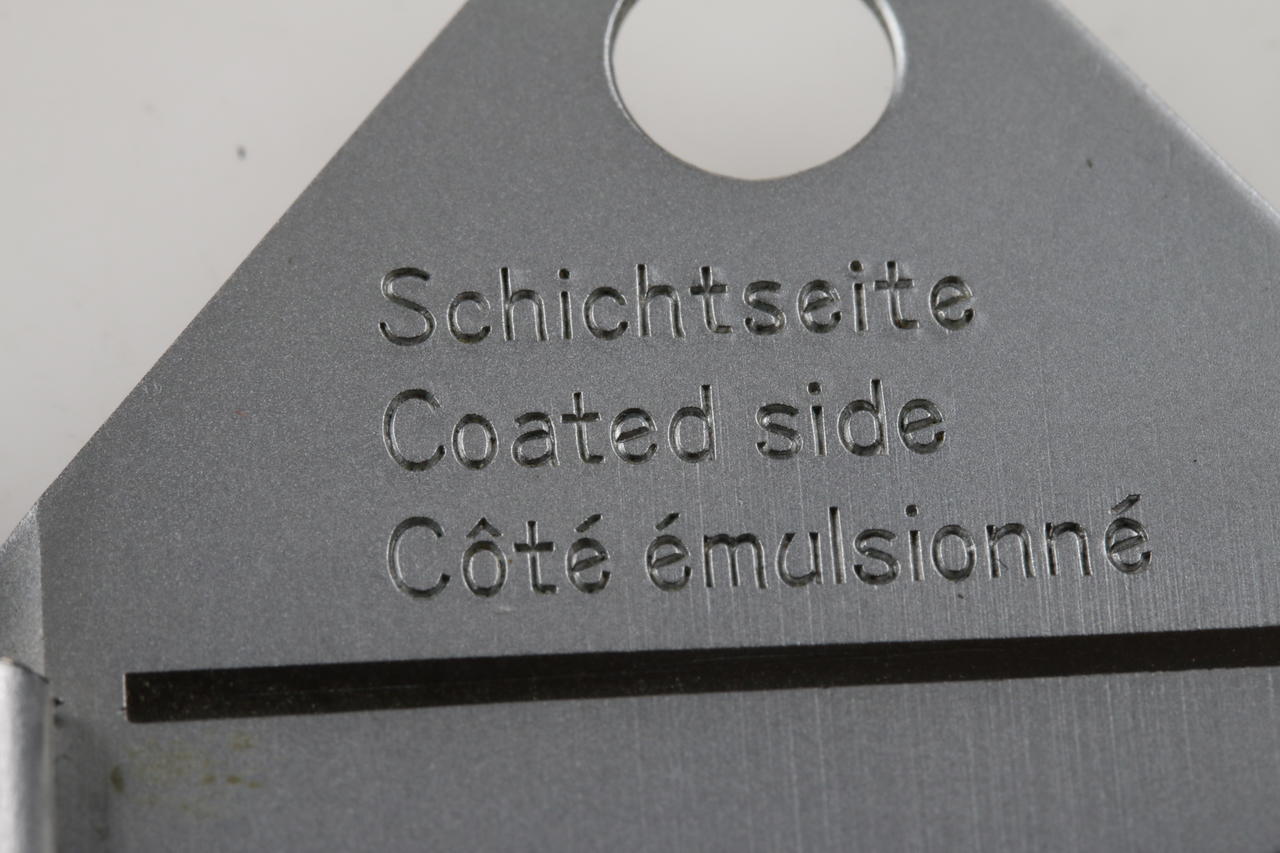 Schichtseite
Coated side
Côté émulsionné